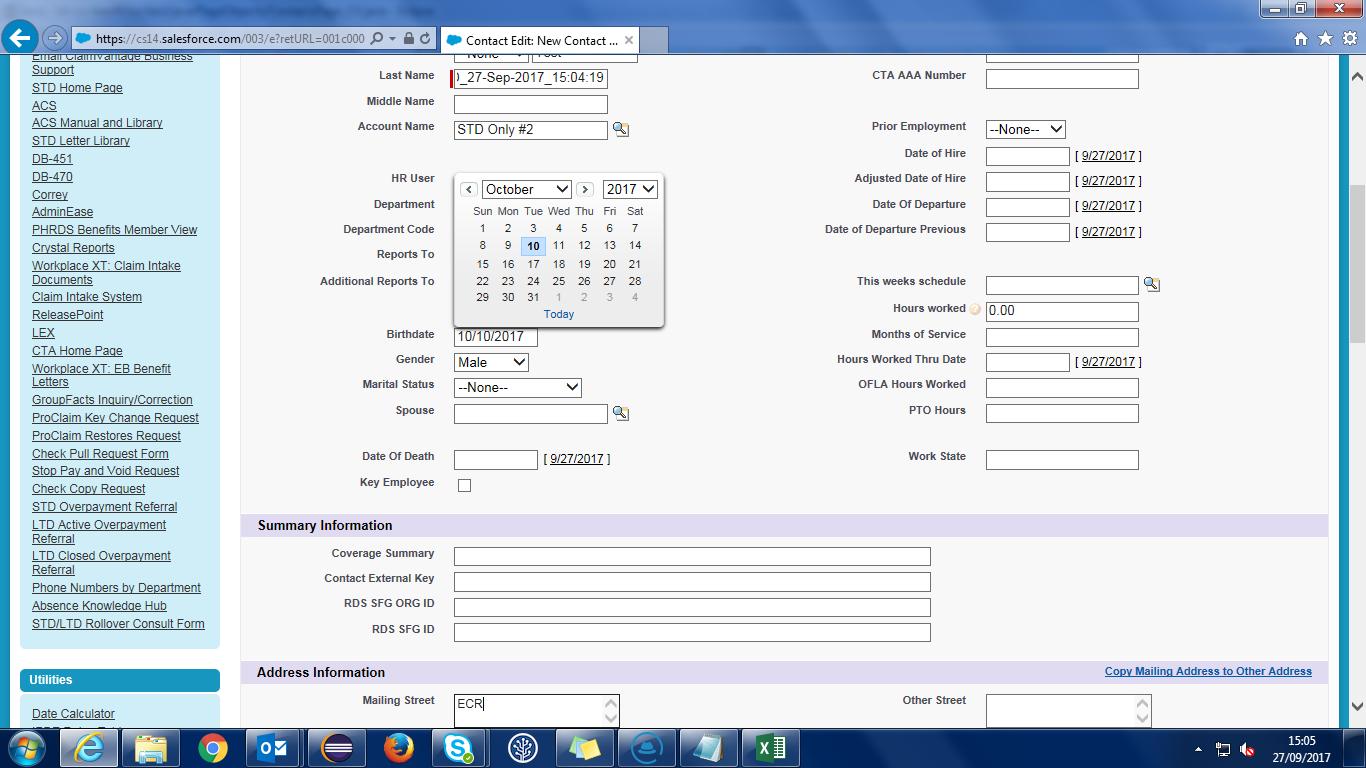 https://cs14.salesforce.com/003/e?retURL=001c000
Contact Edit: New Contact ...
Email ClaimVantage Business
Support
STD Home Page
ACS
ACS Manual and Library
STD Letter Library
DB-451
DB-470
Correy
AdminEase
PHRDS Benefits Member View
Crystal Reports
Workplace XT: Claim Intake
Documents
Claim Intake System
ReleasePoint
LEX
CTA Home Page
Workplace XT: EB Benefit
Letters
GroupFacts Inquiry/Correction
ProClaim Key Change Request
ProClaim Restores Request
Check Pull Request Form
Stop Pay and Void Request
Check Copy Request
STD Overpayment Referral
LTD Active Overpayment
Referral
LTD Closed Overpayment
Referral
Phone Numbers by Department
Absence Knowledge Hub
STD/LTD Rollover Consult Form
Utilities
Date Calculator
Last Name _27-Sep-2017_15:04:19
Middle Name
Account Name STD Only #2
HR User
Department
Department Code
Reports To
Additional Reports To
October 2017
Sun Mon Tue Wed Thu Fri Sat
1 2 3 4 5 6 7
8 9 10 11 12 13 14
15 16 17 18 19 20 21
22 23 24 25 26 27 28
29 30 31 1 2 3 4
Today
Birthdate 10/10/2017
Gender Male
Marital Status --None--
Spouse
Date Of Death [ 9/27/2017 ]
Key Employee
CTA AAA Number
Prior Employment --None--
Date of Hire [ 9/27/2017 ]
Adjusted Date of Hire [ 9/27/2017 ]
Date Of Departure [ 9/27/2017 ]
Date of Departure Previous [ 9/27/2017 ]
This weeks schedule
Hours worked 0.00
Months of Service
Hours Worked Thru Date [ 9/27/2017 ]
OFLA Hours Worked
PTO Hours
Work State
Summary Information
Coverage Summary
Contact External Key
RDS SFG ORG ID
RDS SFG ID
Address Information Copy Mailing Address to Other Address
Mailing Street ECR
Other Street
15:05
27/09/2017